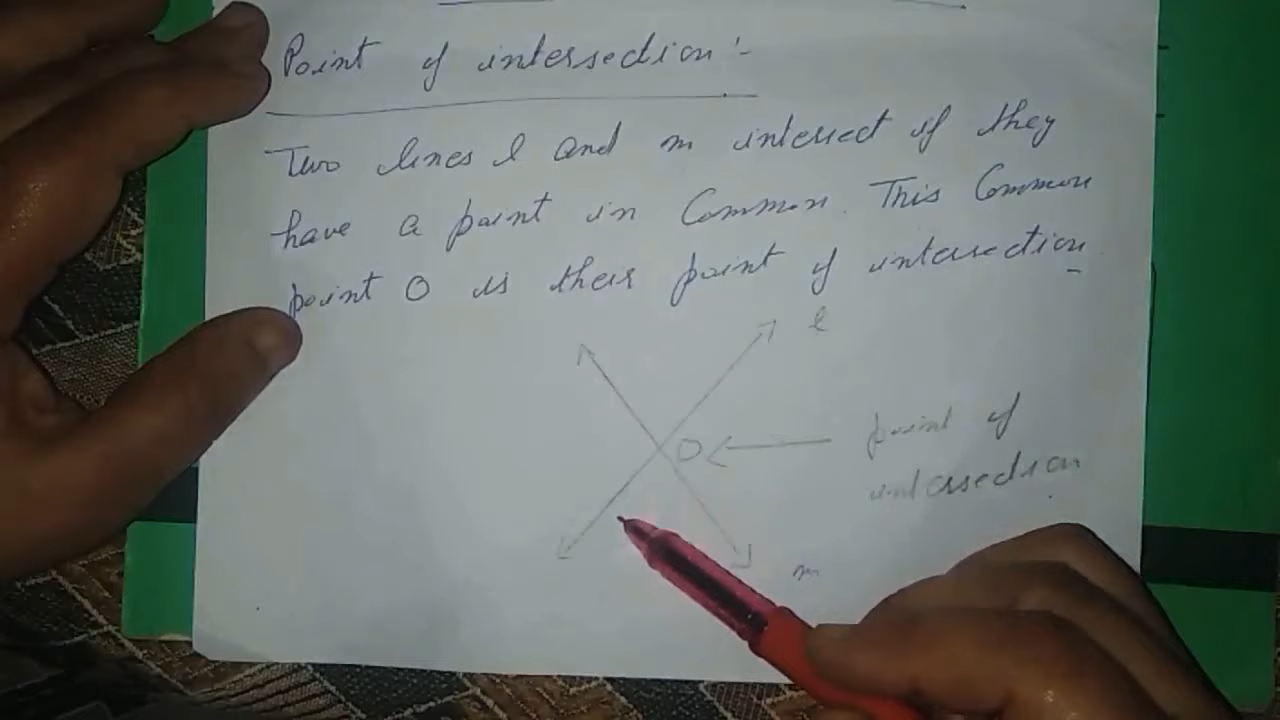 Point of intersection :-
Two lines l and m intersect if they
have a point in Common. This Common
point O is their point of intersection
l
O
point of
intersection
m